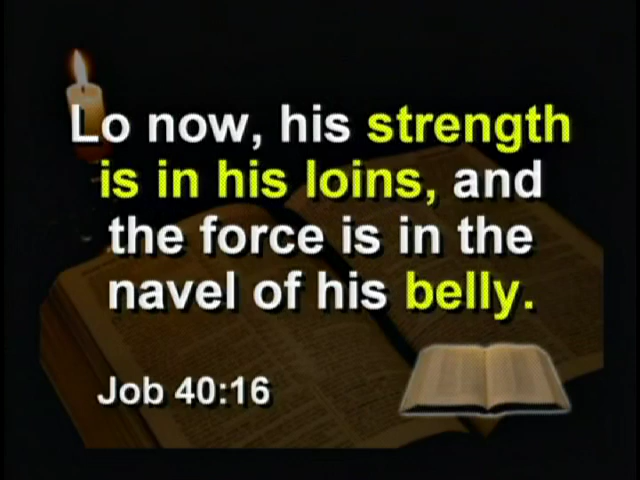 Lo now, his strength
is in his loins, and
the force is in the
navel of his belly.
Job 40:16